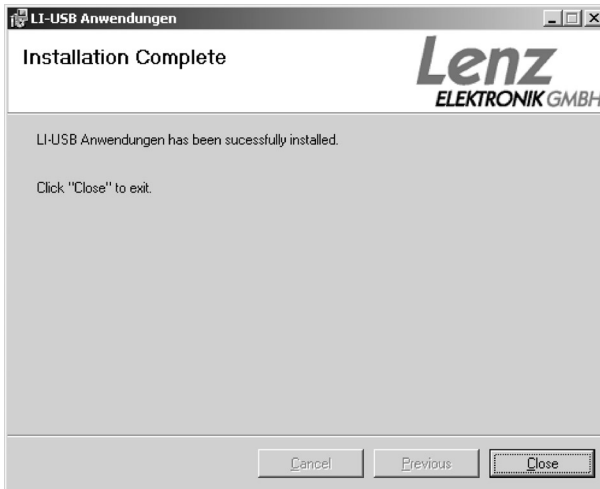 LI-USB Anwendungen
Installation Complete
Lenz
ELEKTRONIK GMBH
LI-USB Anwendungen has been sucessfully installed.
Click "Close" to exit.
Cancel
Previous
Close